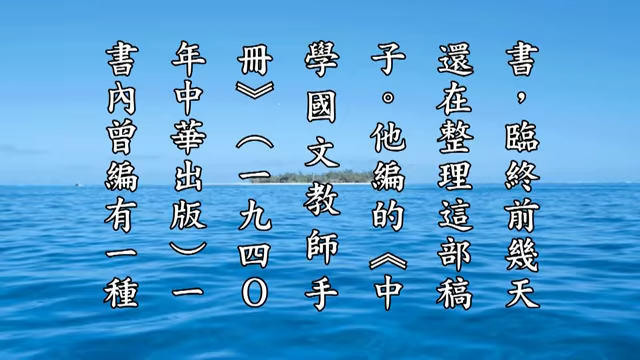 書，臨終前幾天
還在整理這部稿
子。他編的《中
學國文教師手
冊》（一九四〇
年中華出版）一
書內曾編有一種